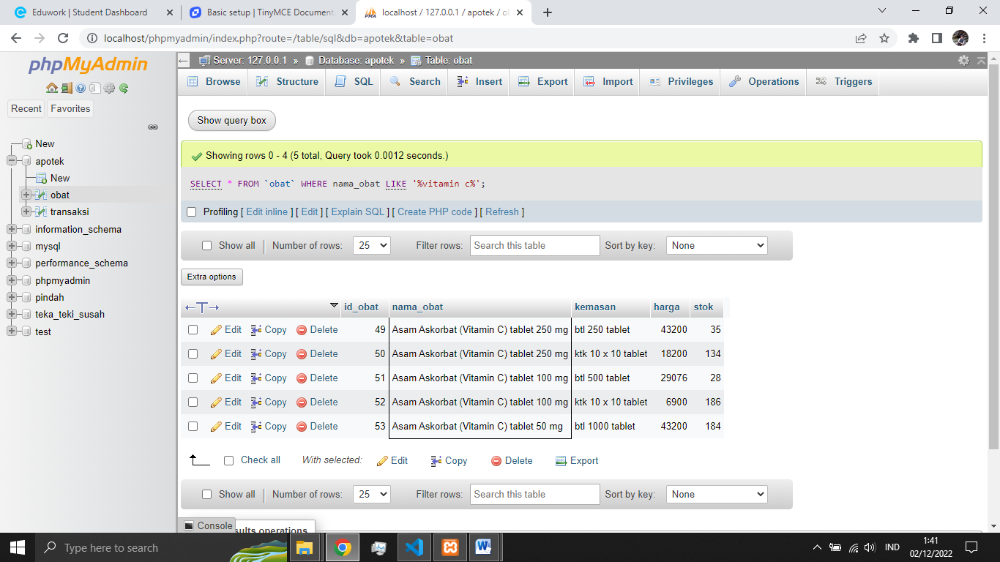 Eduwork | Student Dashboard
Basic setup | TinyMCE Document
localhost / 127.0.0.1 / apotek / o
localhost/phpmyadmin/index.php?route=/table/sql&db=apotek&table=obat
phpMyAdmin
Recent Favorites
New
apotek
New
obat
transaksi
information_schema
mysql
performance_schema
phpmyadmin
pindah
teka_teki_susah
test
Server: 127.0.0.1 » Database: apotek » Table: obat
Browse Structure SQL Search Insert Export Import Privileges Operations Triggers
Show query box
Showing rows 0 - 4 (5 total, Query took 0.0012 seconds.)
SELECT * FROM `obat` WHERE nama_obat LIKE '%vitamin c%';
Profiling [ Edit inline ] [ Edit ] [ Explain SQL ] [ Create PHP code ] [ Refresh ]
Show all | Number of rows: 25 Filter rows: Search this table Sort by key: None
Extra options
←T→ id_obat nama_obat kemasan harga stok
Edit Copy Delete 49 Asam Askorbat (Vitamin C) tablet 250 mg btl 250 tablet 43200 35
Edit Copy Delete 50 Asam Askorbat (Vitamin C) tablet 250 mg ktk 10 x 10 tablet 18200 134
Edit Copy Delete 51 Asam Askorbat (Vitamin C) tablet 100 mg btl 500 tablet 29076 28
Edit Copy Delete 52 Asam Askorbat (Vitamin C) tablet 100 mg ktk 10 x 10 tablet 6900 186
Edit Copy Delete 53 Asam Askorbat (Vitamin C) tablet 50 mg btl 1000 tablet 43200 184
Check all With selected: Edit Copy Delete Export
Show all | Number of rows: 25 Filter rows: Search this table Sort by key: None
Console
operations
Type here to search
IND
1:41
02/12/2022